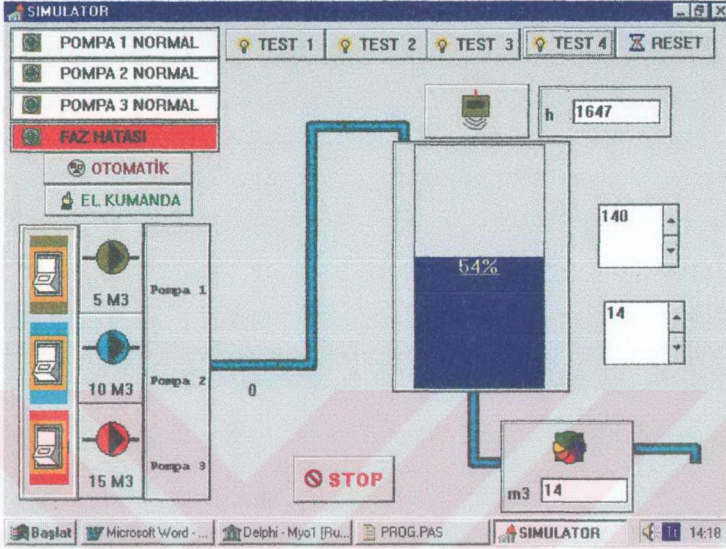 SIMULATOR
POMPA 1 NORMAL
TEST 1
TEST 2
TEST 3
TEST 4
RESET
POMPA 2 NORMAL
POMPA 3 NORMAL
h 1647
FAZ HATASI
OTOMATİK
EL KUMANDA
140
54%
5 M3
Pompa 1
14
10 M3
Pompa 2
0
15 M3
Pompa 3
STOP
m3 14
Başlat
Microsoft Word - ...
Delphi - Myo1 [Ru...
PROG.PAS
SIMULATOR
Tr
14:18